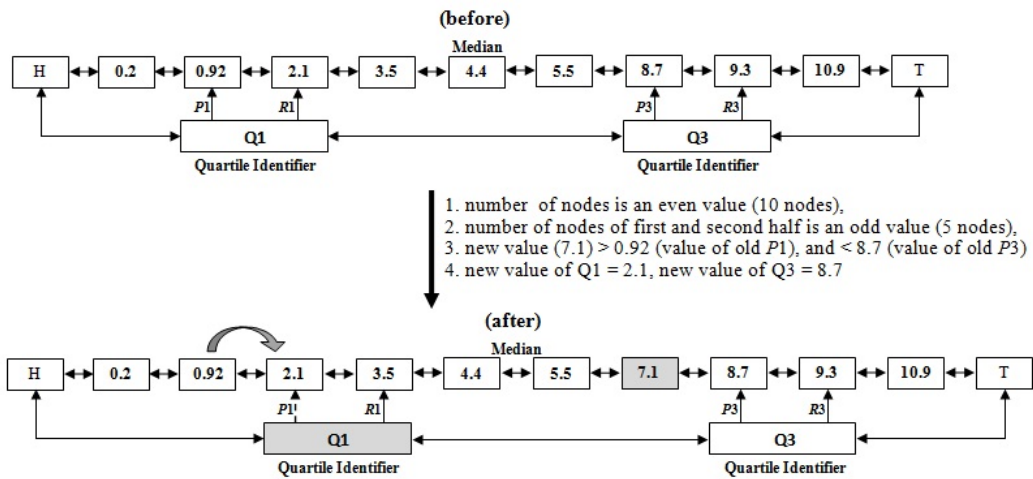 (before)
Median
H 0.2 0.92 2.1 3.5 4.4 5.5 8.7 9.3 10.9 T
P1 R1 P3 R3
Q1 Q3
Quartile Identifier Quartile Identifier
1. number of nodes is an even value (10 nodes),
2. number of nodes of first and second half is an odd value (5 nodes),
3. new value (7.1) > 0.92 (value of old P1), and < 8.7 (value of old P3)
4. new value of Q1 = 2.1, new value of Q3 = 8.7
(after)
Median
H 0.2 0.92 2.1 3.5 4.4 5.5 7.1 8.7 9.3 10.9 T
P1 R1 P3 R3
Q1 Q3
Quartile Identifier Quartile Identifier